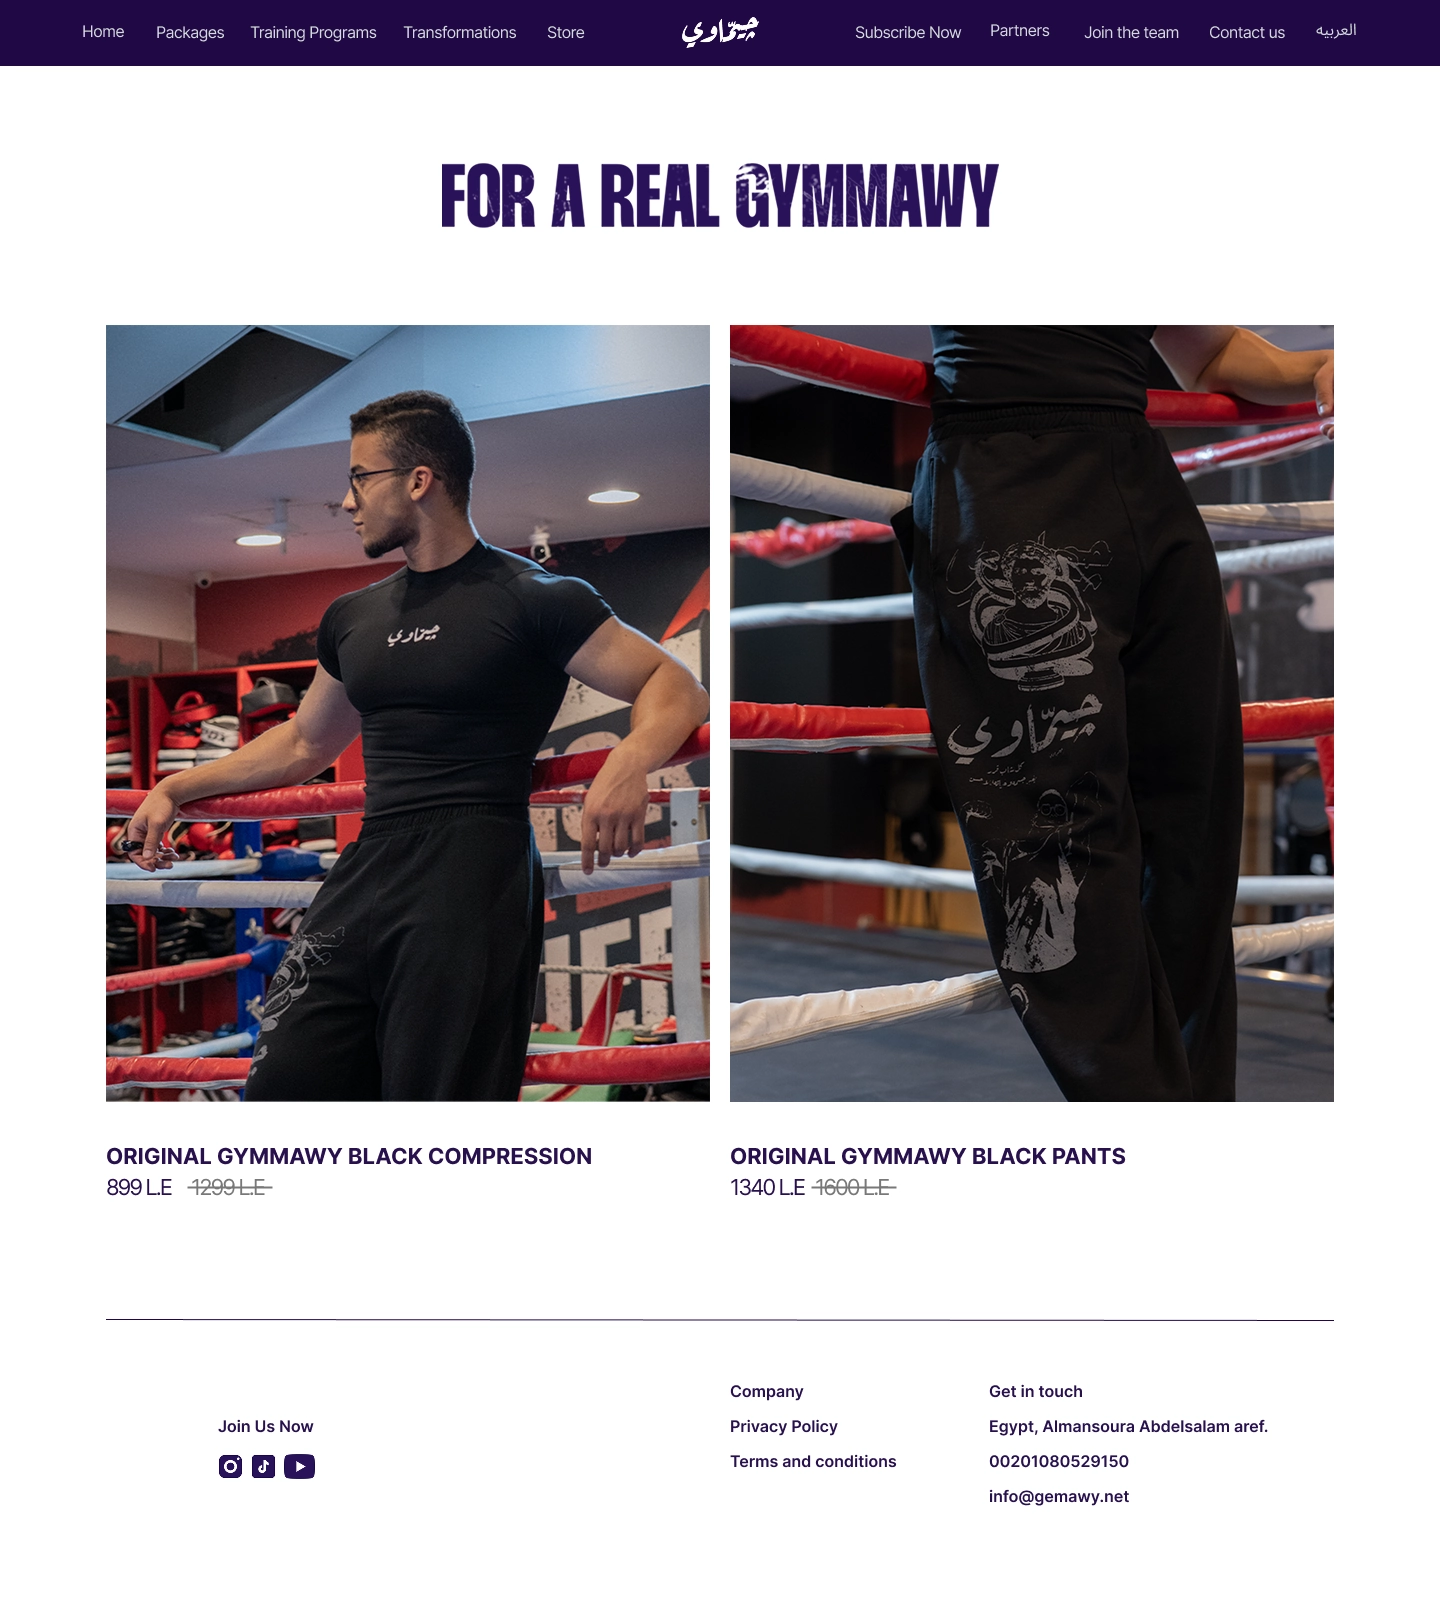 Home Packages Training Programs Transformations Store جيمّاوي Subscribe Now Partners Join the team Contact us العربيه
FOR A REAL GYMMAWY
جيمّاوي
جيمّاوي
ORIGINAL GYMMAWY BLACK COMPRESSION
899 L.E 1299 L.E
ORIGINAL GYMMAWY BLACK PANTS
1340 L.E 1600 L.E
Join Us Now
Company
Privacy Policy
Terms and conditions
Get in touch
Egypt, Almansoura Abdelsalam aref.
00201080529150
info@gemawy.net